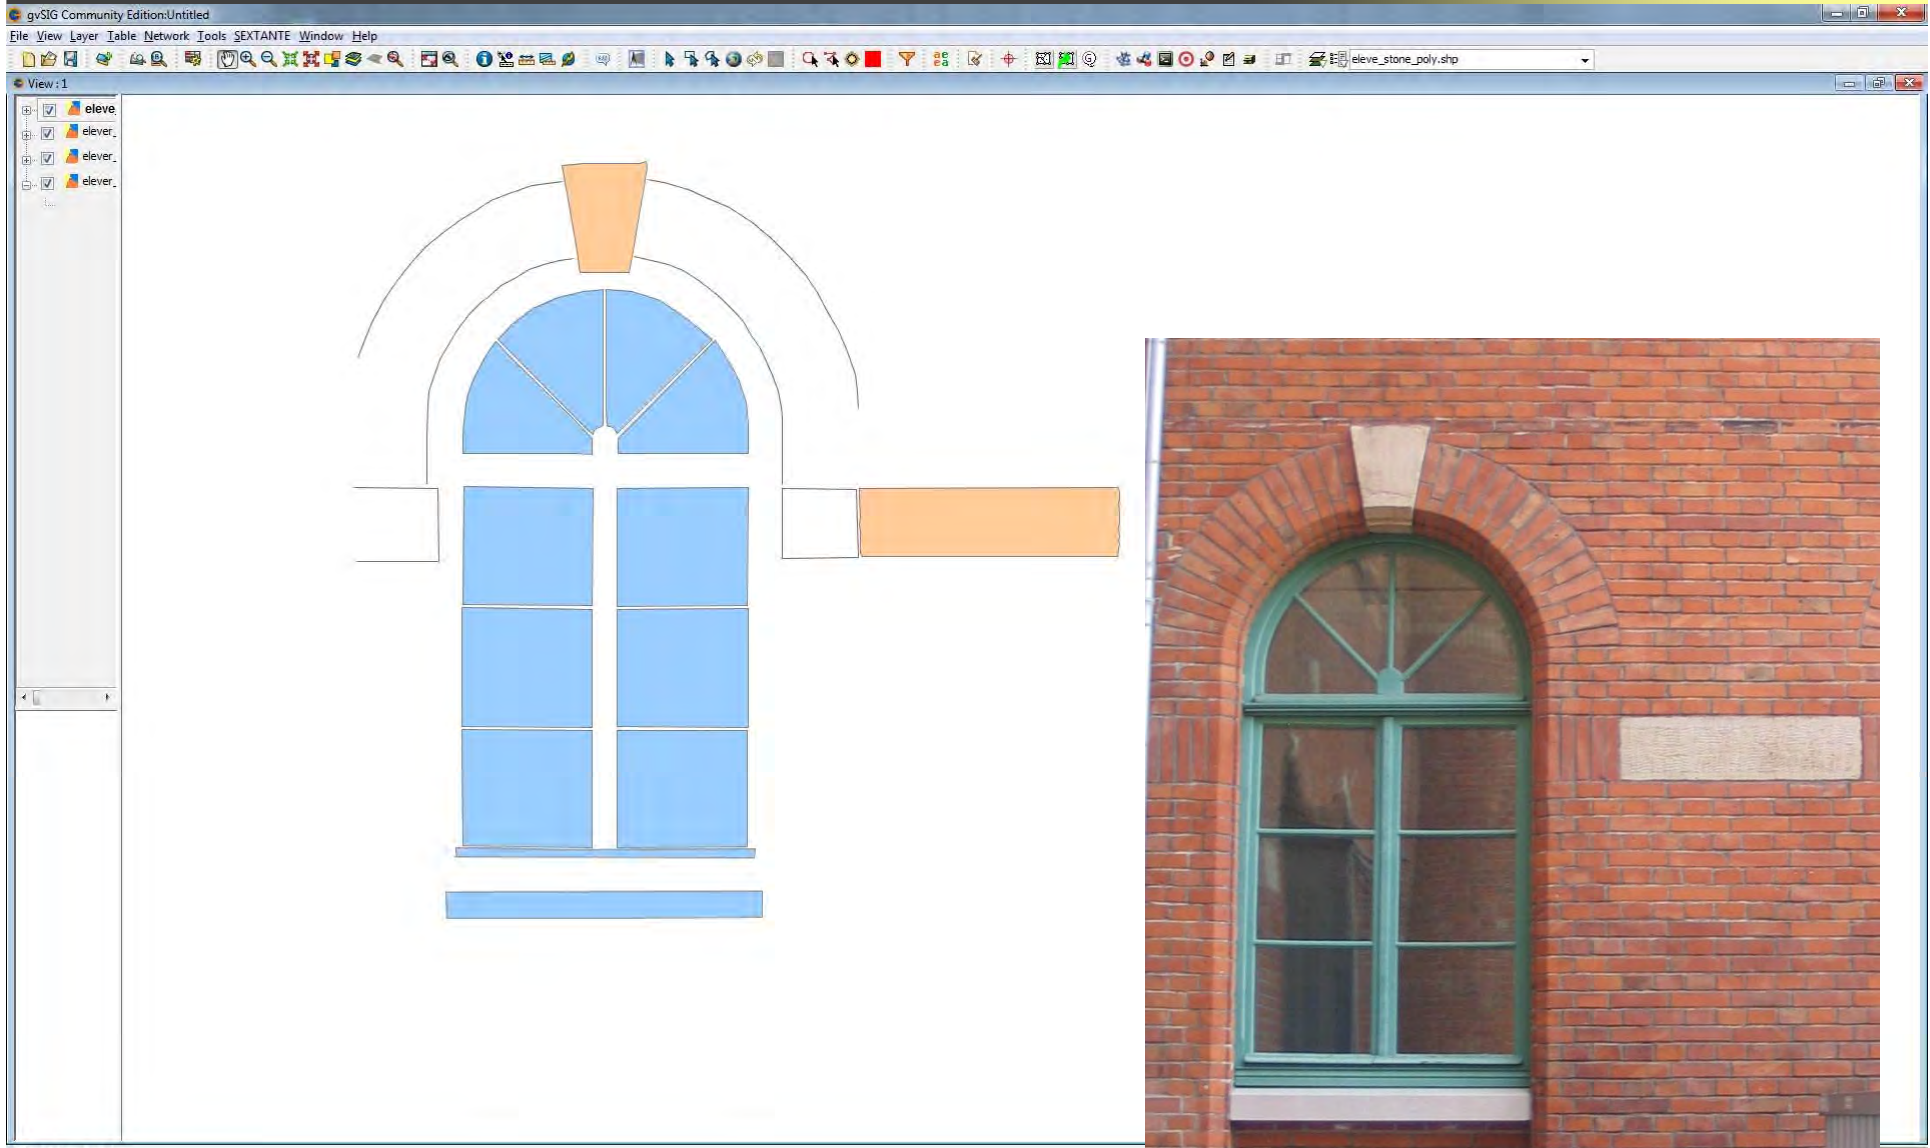 gvSIG Community Edition:Untitled
File View Layer Table Network Tools SEXTANTE Window Help
eleve_stone_poly.shp
View : 1
eleve
elever_
elever_
elever_